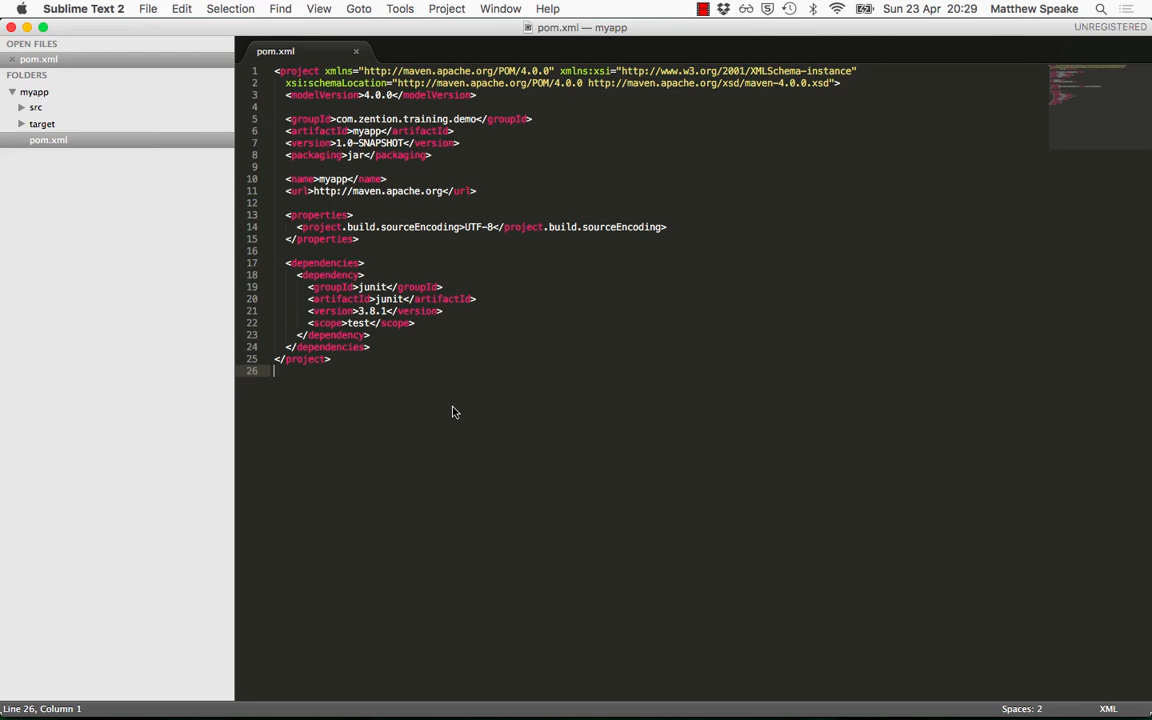 Sublime Text 2 File Edit Selection Find View Goto Tools Project Window Help Sun 23 Apr 20:29 Matthew Speake
pom.xml — myapp UNREGISTERED
OPEN FILES
× pom.xml
FOLDERS
myapp
src
target
pom.xml
pom.xml ×
1 <project xmlns="http://maven.apache.org/POM/4.0.0" xmlns:xsi="http://www.w3.org/2001/XMLSchema-instance"
2 xsi:schemaLocation="http://maven.apache.org/POM/4.0.0 http://maven.apache.org/xsd/maven-4.0.0.xsd">
3 <modelVersion>4.0.0</modelVersion>
4
5 <groupId>com.zention.training.demo</groupId>
6 <artifactId>myapp</artifactId>
7 <version>1.0-SNAPSHOT</version>
8 <packaging>jar</packaging>
9
10 <name>myapp</name>
11 <url>http://maven.apache.org</url>
12
13 <properties>
14 <project.build.sourceEncoding>UTF-8</project.build.sourceEncoding>
15 </properties>
16
17 <dependencies>
18 <dependency>
19 <groupId>junit</groupId>
20 <artifactId>junit</artifactId>
21 <version>3.8.1</version>
22 <scope>test</scope>
23 </dependency>
24 </dependencies>
25 </project>
26
Line 26, Column 1 Spaces: 2 XML